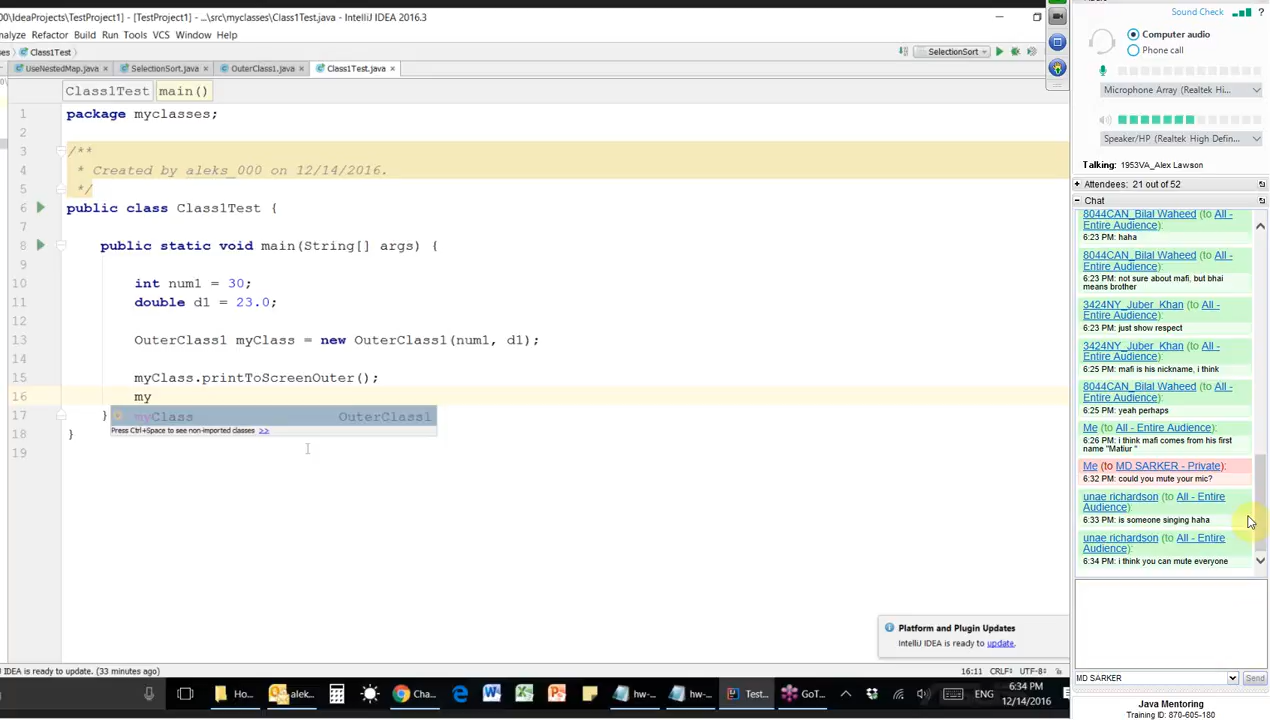 00\IdeaProjects\TestProject1] - [TestProject1] - ...\src\myclasses\Class1Test.java - IntelliJ IDEA 2016.3
nalyze Refactor Build Run Tools VCS Window Help
es Class1Test
SelectionSort
UseNestedMap.java × SelectionSort.java × OuterClass1.java × Class1Test.java ×
Class1Test main()
1 package myclasses;
2
3 /**
4 * Created by aleks_000 on 12/14/2016.
5 */
6 public class Class1Test {
7
8 public static void main(String[] args) {
9
10 int num1 = 30;
11 double d1 = 23.0;
12
13 OuterClass1 myClass = new OuterClass1(num1, d1);
14
15 myClass.printToScreenOuter();
16 my
17 } myClass OuterClass1
Press Ctrl+Space to see non-imported classes >>
18 }
19
Platform and Plugin Updates
IntelliJ IDEA is ready to update.
J IDEA is ready to update. (33 minutes ago)
16:11 CRLF÷ UTF-8÷
Ho... alek... Cha... hw-... hw-... Test... GoT...
ENG
6:34 PM
12/14/2016
Sound Check ?
Computer audio
Phone call
Microphone Array (Realtek Hi...
Speaker/HP (Realtek High Defin...
Talking: 1953VA_Alex Lawson
Attendees: 21 out of 52
Chat
8044CAN_Bilal Waheed (to All -
Entire Audience):
6:23 PM: haha
8044CAN_Bilal Waheed (to All -
Entire Audience):
6:23 PM: not sure about mafi, but bhai
means brother
3424NY_Juber_Khan (to All -
Entire Audience):
6:23 PM: just show respect
3424NY_Juber_Khan (to All -
Entire Audience):
6:25 PM: mafi is his nickname, i think
8044CAN_Bilal Waheed (to All -
Entire Audience):
6:25 PM: yeah perhaps
Me (to All - Entire Audience):
6:26 PM: i think mafi comes from his first
name "Matiur "
Me (to MD SARKER - Private):
6:32 PM: could you mute your mic?
unae richardson (to All - Entire
Audience):
6:33 PM: is someone singing haha
unae richardson (to All - Entire
Audience):
6:34 PM: i think you can mute everyone
MD SARKER
Send
Java Mentoring
Training ID: 870-605-180